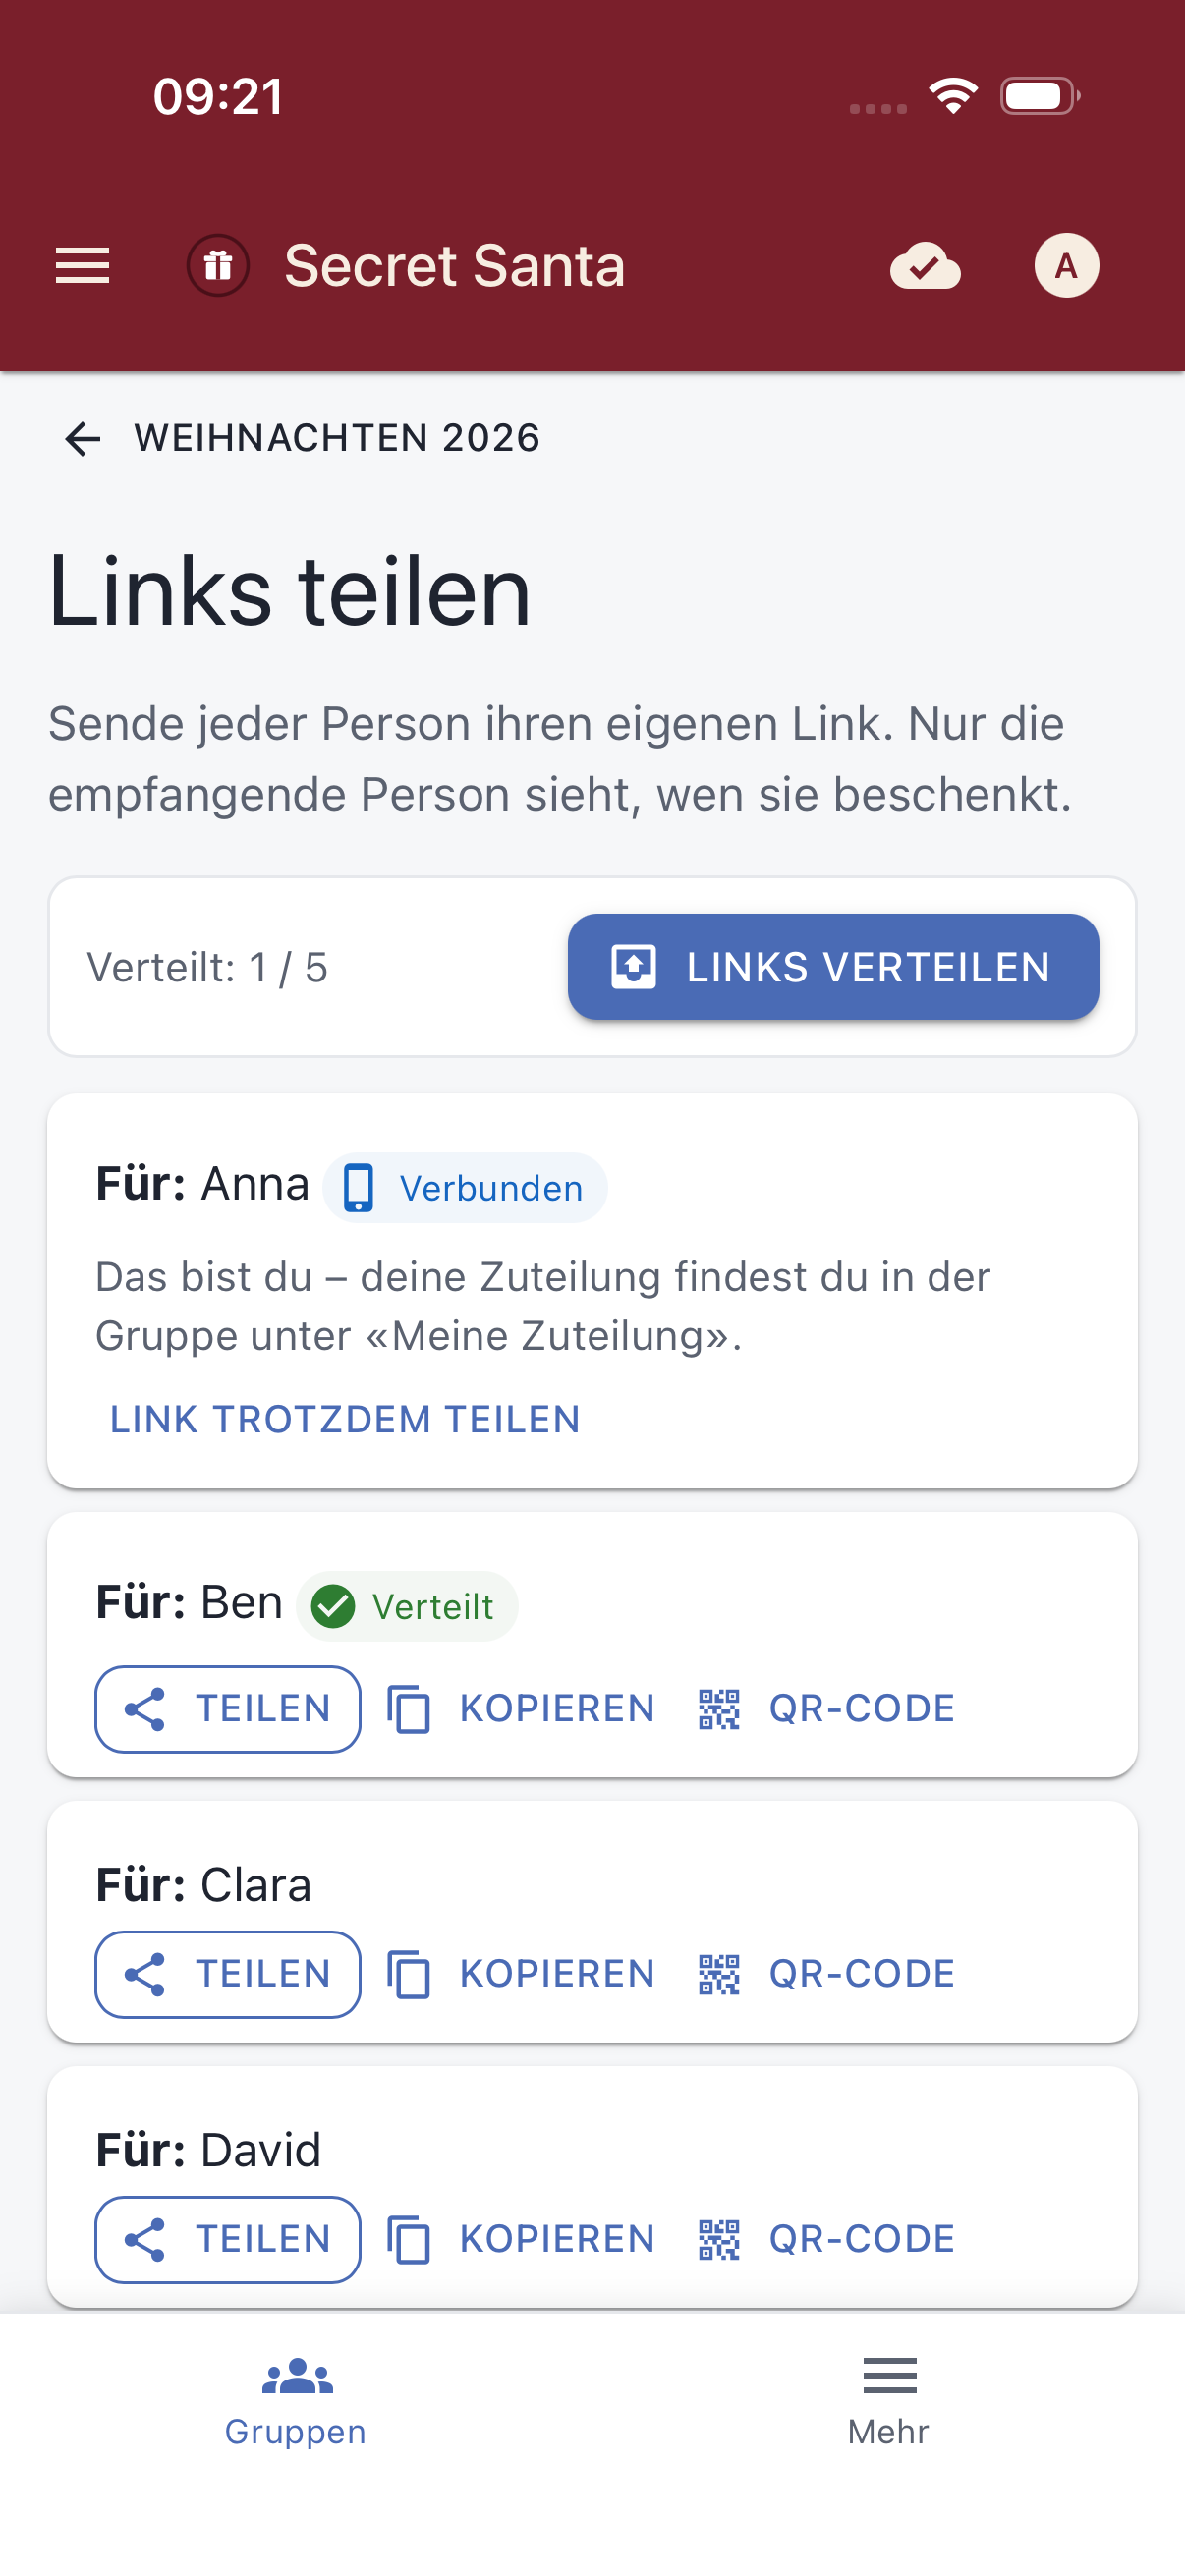 09:21
Secret Santa
A
WEIHNACHTEN 2026
Links teilen
Sende jeder Person ihren eigenen Link. Nur die
empfangende Person sieht, wen sie beschenkt.
Verteilt: 1 / 5
LINKS VERTEILEN
Für: Anna
Verbunden
Das bist du – deine Zuteilung findest du in der
Gruppe unter «Meine Zuteilung».
LINK TROTZDEM TEILEN
Für: Ben
Verteilt
TEILEN
KOPIEREN
QR-CODE
Für: Clara
TEILEN
KOPIEREN
QR-CODE
Für: David
TEILEN
KOPIEREN
QR-CODE
Gruppen
Mehr